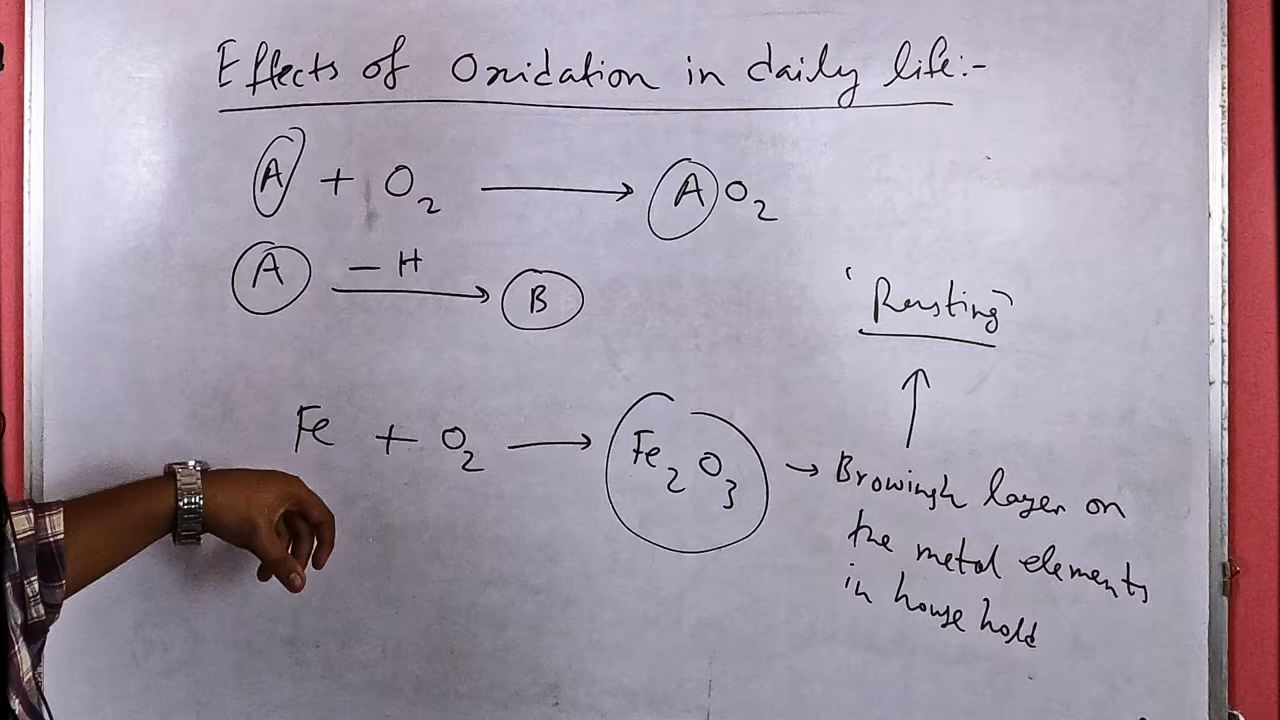 Effects of Oxidation in daily life:-
A + O2 → AO2
A - H → B
'Rusting'
↑
Fe + O2 → Fe2O3 → Browingh layer on
the metal elements
in house hold